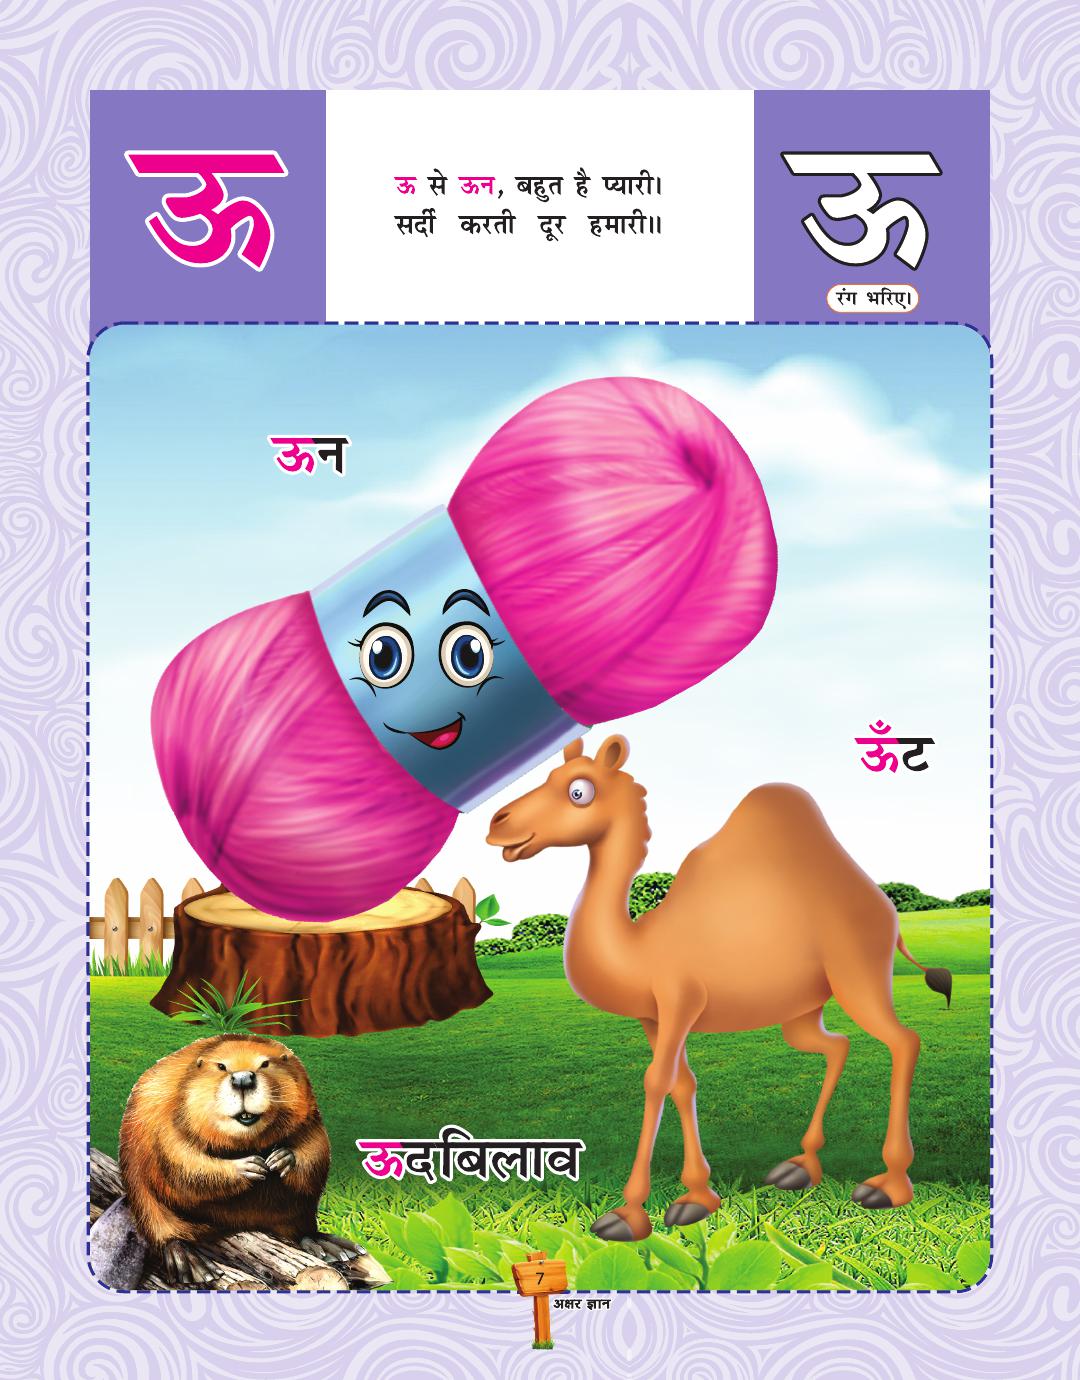 ऊ
ऊ से ऊन, बहुत है प्यारी।
सर्दी करती दूर हमारी॥
ऊ
रंग भरिए।
ऊन
ऊँट
ऊदबिलाव
7
अक्षर ज्ञान